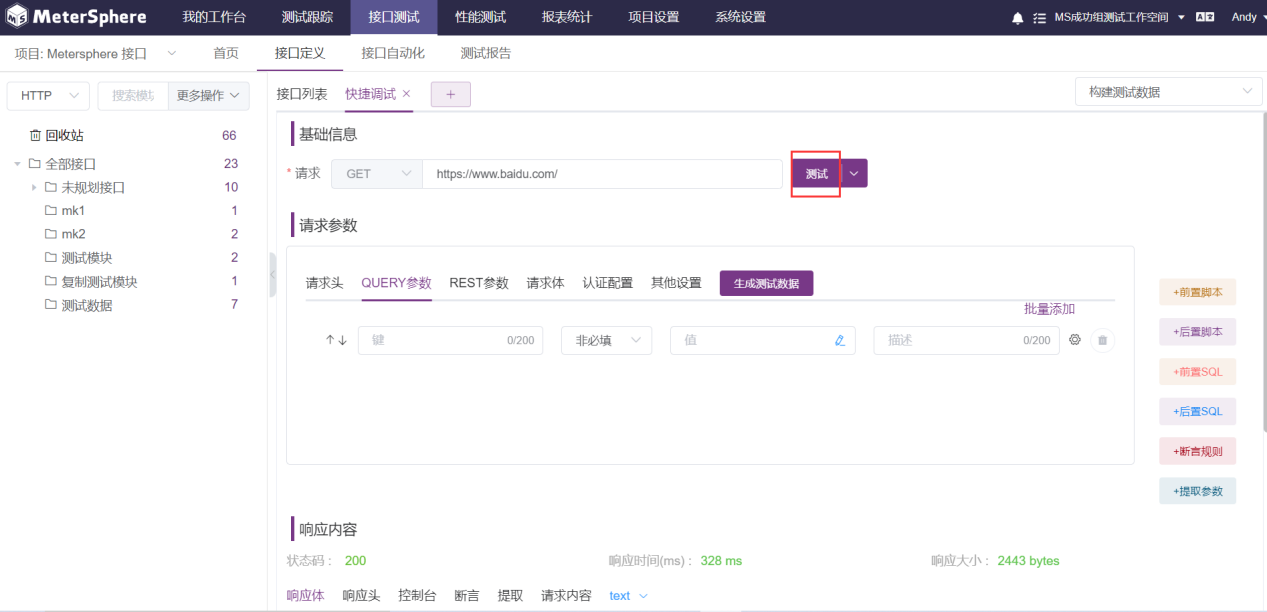 MeterSphere 我的工作台 测试跟踪 接口测试 性能测试 报表统计 项目设置 系统设置 MS成功组测试工作空间 Andy
项目: Metersphere 接口 首页 接口定义 接口自动化 测试报告
HTTP 搜索模块 更多操作
回收站 66
全部接口 23
未规划接口 10
mk1 1
mk2 2
测试模块 2
复制测试模块 1
测试数据 7
接口列表 快捷调试 × + 构建测试数据
基础信息
* 请求 GET https://www.baidu.com/ 测试
请求参数
请求头 QUERY参数 REST参数 请求体 认证配置 其他设置 生成测试数据
批量添加
键 0/200 非必填 值 描述 0/200
+前置脚本
+后置脚本
+前置SQL
+后置SQL
+断言规则
+提取参数
响应内容
状态码： 200 响应时间(ms)： 328 ms 响应大小： 2443 bytes
响应体 响应头 控制台 断言 提取 请求内容 text